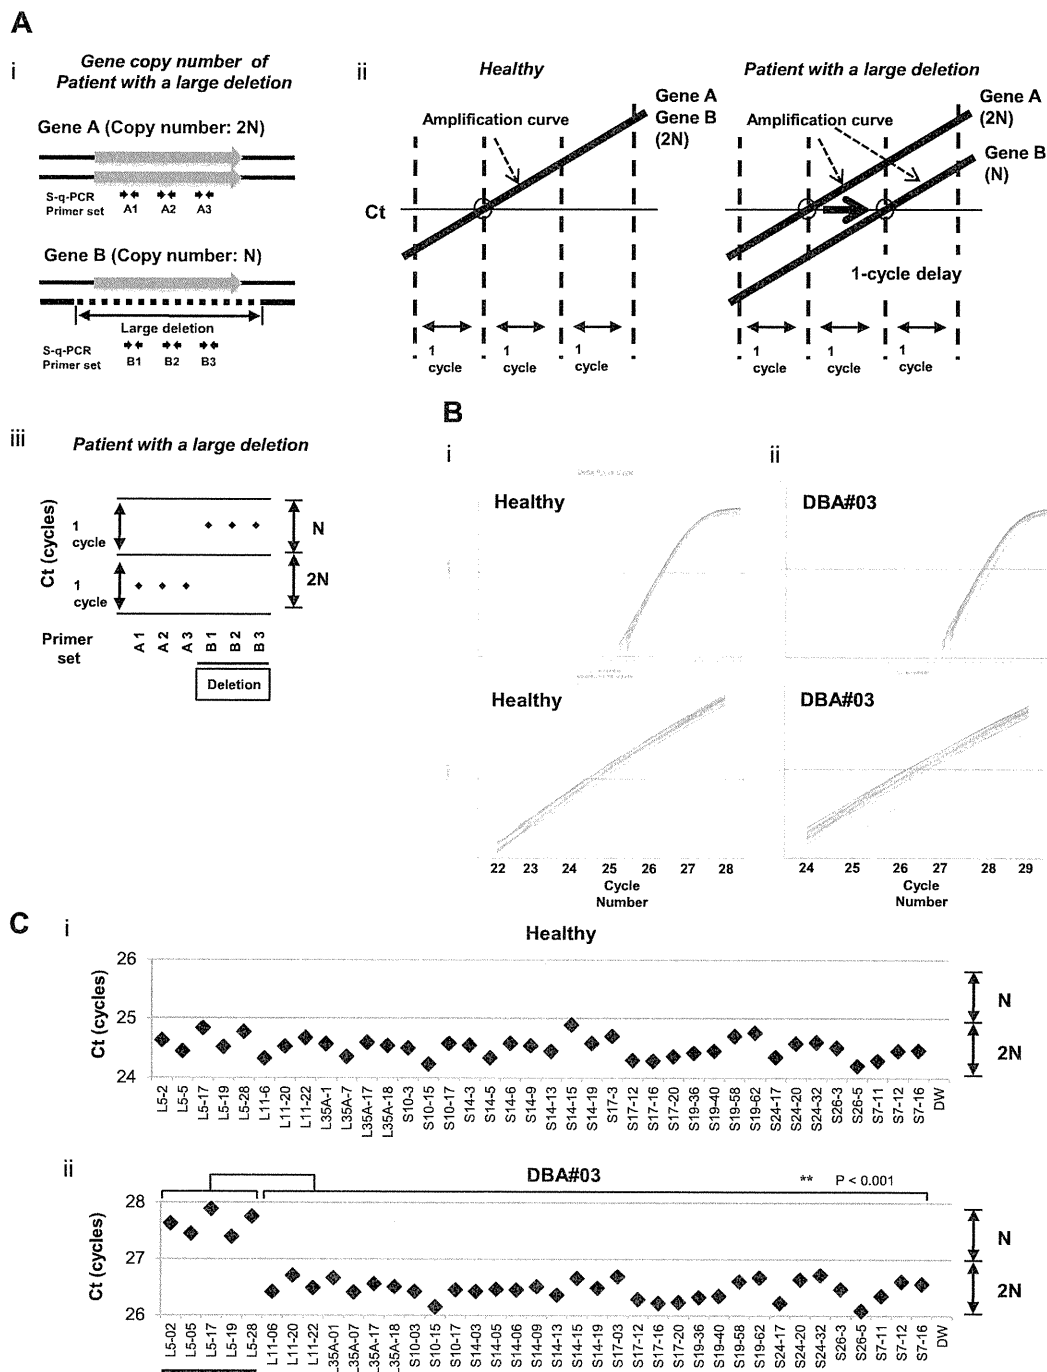 A
i
Gene copy number of
Patient with a large deletion
Gene A (Copy number: 2N)
S-q-PCR
Primer set
A1 A2 A3
Gene B (Copy number: N)
Large deletion
S-q-PCR
Primer set
B1 B2 B3
ii
Healthy
Amplification curve
Gene A
Gene B
(2N)
Ct
1 cycle
1 cycle
1 cycle
Patient with a large deletion
Amplification curve
Gene A
(2N)
Gene B
(N)
1-cycle delay
1 cycle
1 cycle
1 cycle
iii
Patient with a large deletion
Ct (cycles)
1 cycle
1 cycle
N
2N
Primer set
A1 A2 A3 B1 B2 B3
Deletion
B
i
Healthy
ii
DBA#03
Healthy
22 23 24 25 26 27 28
Cycle
Number
DBA#03
24 25 26 27 28 29
Cycle
Number
C
i
Healthy
Ct (cycles)
26
25
24
N
2N
L5-2 L5-5 L5-17 L5-19 L5-28 L11-6 L11-20 L11-22 L35A-1 L35A-7 L35A-17 L35A-18 S10-3 S10-15 S10-17 S14-3 S14-5 S14-6 S14-9 S14-13 S14-15 S14-19 S17-3 S17-12 S17-16 S17-20 S19-36 S19-40 S19-58 S19-62 S24-17 S24-20 S24-32 S26-3 S26-5 S7-11 S7-12 S7-16 DW
ii
DBA#03
** P < 0.001
Ct (cycles)
28
27
26
N
2N
L5-02 L5-05 L5-17 L5-19 L5-28 L11-06 L11-20 L11-22 L35A-01 L35A-07 L35A-17 L35A-18 S10-03 S10-15 S10-17 S14-03 S14-05 S14-06 S14-09 S14-13 S14-15 S14-19 S17-03 S17-12 S17-16 S17-20 S19-36 S19-40 S19-58 S19-62 S24-17 S24-20 S24-32 S26-3 S26-5 S7-11 S7-12 S7-16 DW